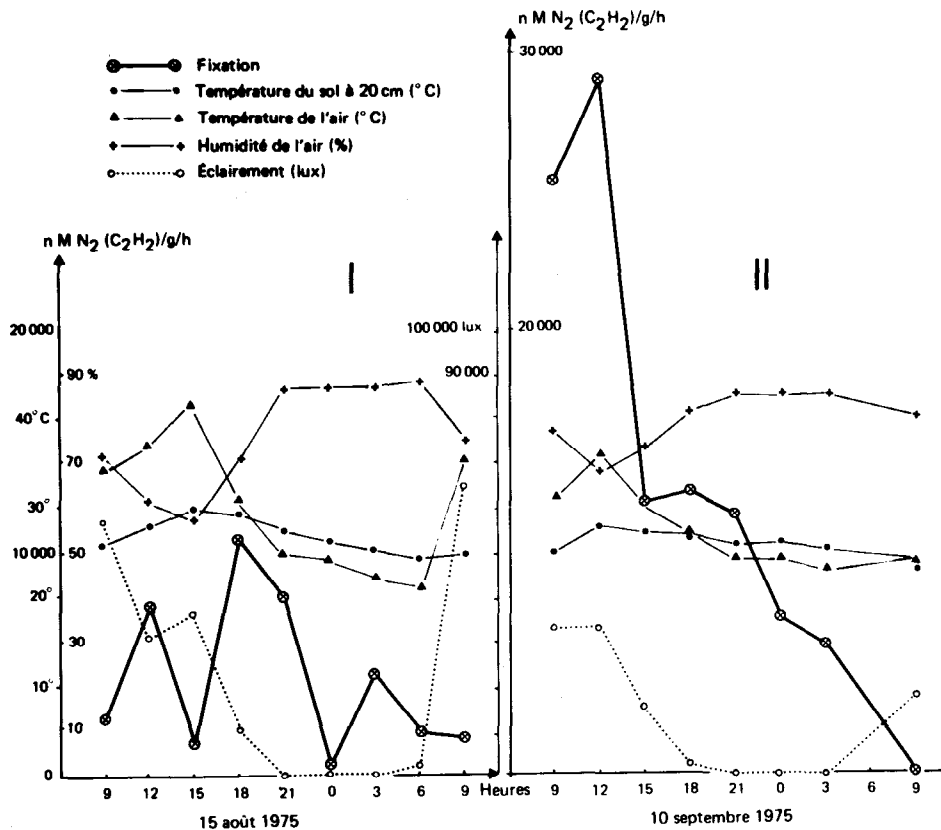 n M N₂ (C₂H₂)/g/h
30 000
Fixation
Température du sol à 20 cm (°C)
Température de l'air (°C)
Humidité de l'air (%)
Éclairement (lux)
n M N₂ (C₂H₂)/g/h
I
II
20 000
100 000 lux
20 000
90 %
90 000
40°C
70
30°
10 000
50
20°
30
10°
10
0
9 12 15 18 21 0 3 6 9 Heures 9 12 15 18 21 0 3 9
15 août 1975
10 septembre 1975